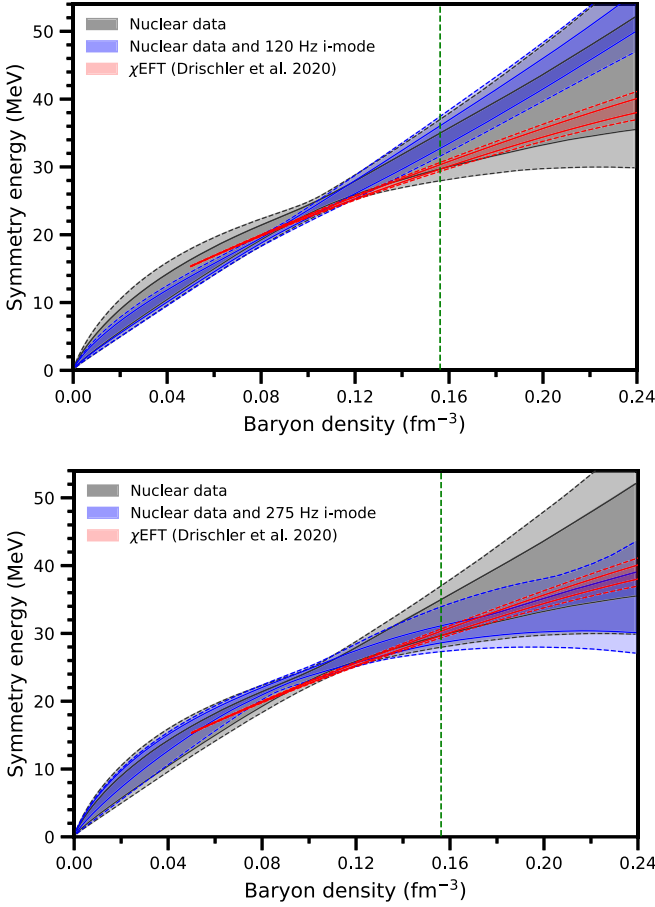 Nuclear data
Nuclear data and 120 Hz i-mode
χEFT (Drischler et al. 2020)
Symmetry energy (MeV)
50
40
30
20
10
0
0.00 0.04 0.08 0.12 0.16 0.20 0.24
Baryon density (fm⁻³)
Nuclear data
Nuclear data and 275 Hz i-mode
χEFT (Drischler et al. 2020)
Symmetry energy (MeV)
50
40
30
20
10
0
0.00 0.04 0.08 0.12 0.16 0.20 0.24
Baryon density (fm⁻³)